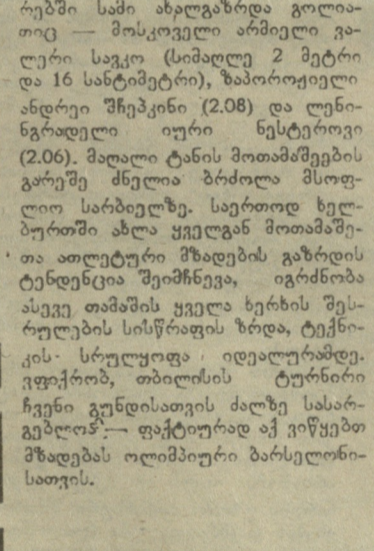 რებში სამი ახალგაზრდა გოლია-
თიც — მოსკოველი არმიელი ვა-
ლერი სავკო (სიმაღლე 2 მეტრი
და 16 სანტიმეტრი), ზაპოროჟიელი
ანდრეი შჩეპკინი (2.08) და ლენი-
ნგრადელი იური ნესტეროვი
(2.06). მაღალი ტანის მოთამაშეების
გარეშე ძნელია ბრძოლა მსოფ-
ლიო სარბიელზე. საერთოდ ხელ-
ბურთში ახლა ყველგან მოთამაშე-
თა ათლეტური მზადების გაზრდის
ტენდენცია შეიმჩნევა, იგრძნობა
ასევე თამაშის ყველა ხერხის შეს-
რულების სისწრაფის ზრდა, ტექნი-
კის სრულყოფა იდეალურამდე.
ვფიქრობ, თბილისის ტურნირი
ჩვენი გუნდისათვის ძალზე სასარ-
გებლოა — ფაქტიურად აქ ვიწყებთ
მზადებას ოლიმპიური ბარსელონი-
სათვის.